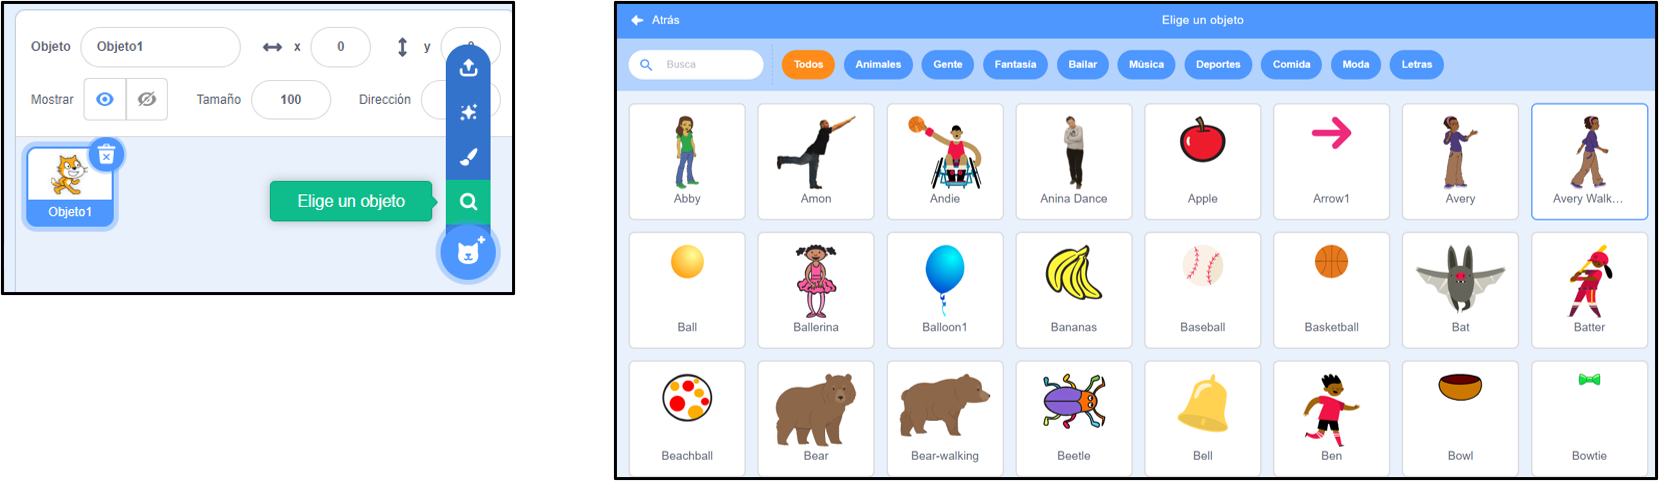 Objeto Objeto1 x 0 y
Mostrar Tamaño 100 Dirección
Elige un objeto
Objeto1
Atrás Elige un objeto
Busca Todos Animales Gente Fantasía Bailar Música Deportes Comida Moda Letras
Abby Amon Andie Anina Dance Apple Arrow1 Avery Avery Walk...
Ball Ballerina Balloon1 Bananas Baseball Basketball Bat Batter
Beachball Bear Bear-walking Beetle Bell Ben Bowl Bowtie